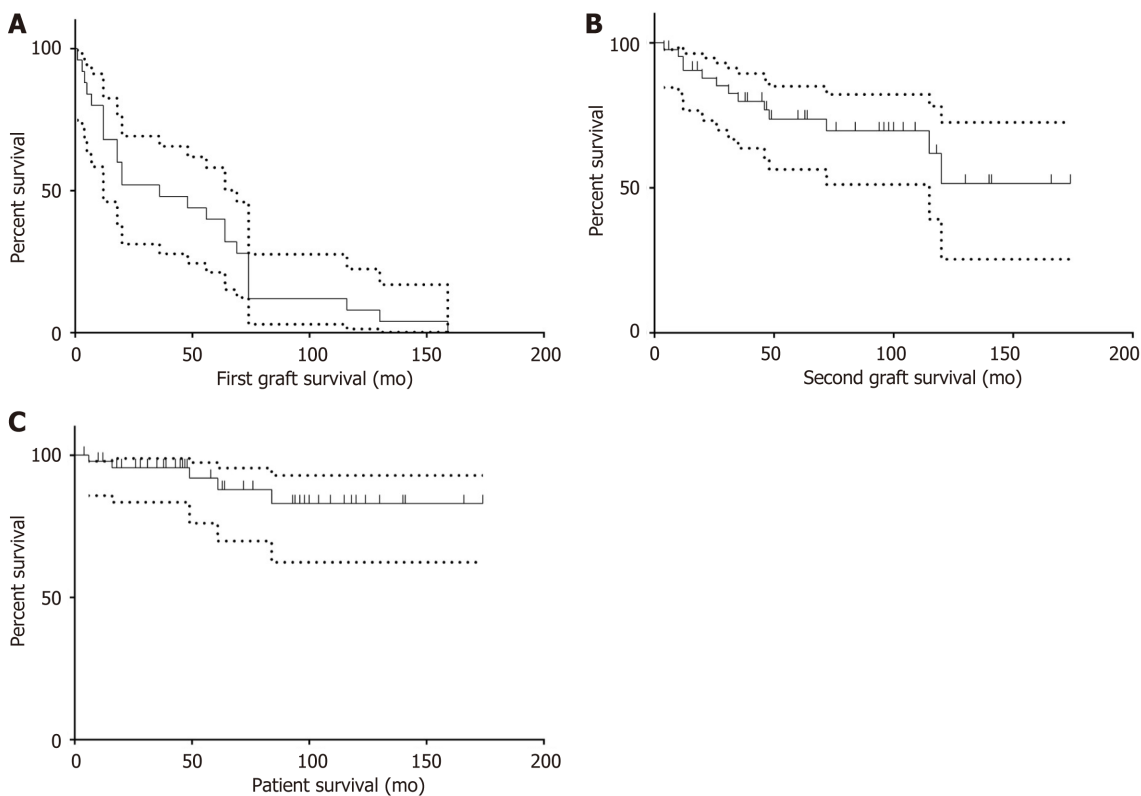 A
Percent survival
100
50
0
0 50 100 150 200
First graft survival (mo)
B
Percent survival
100
50
0
0 50 100 150 200
Second graft survival (mo)
C
Percent survival
100
50
0
0 50 100 150 200
Patient survival (mo)